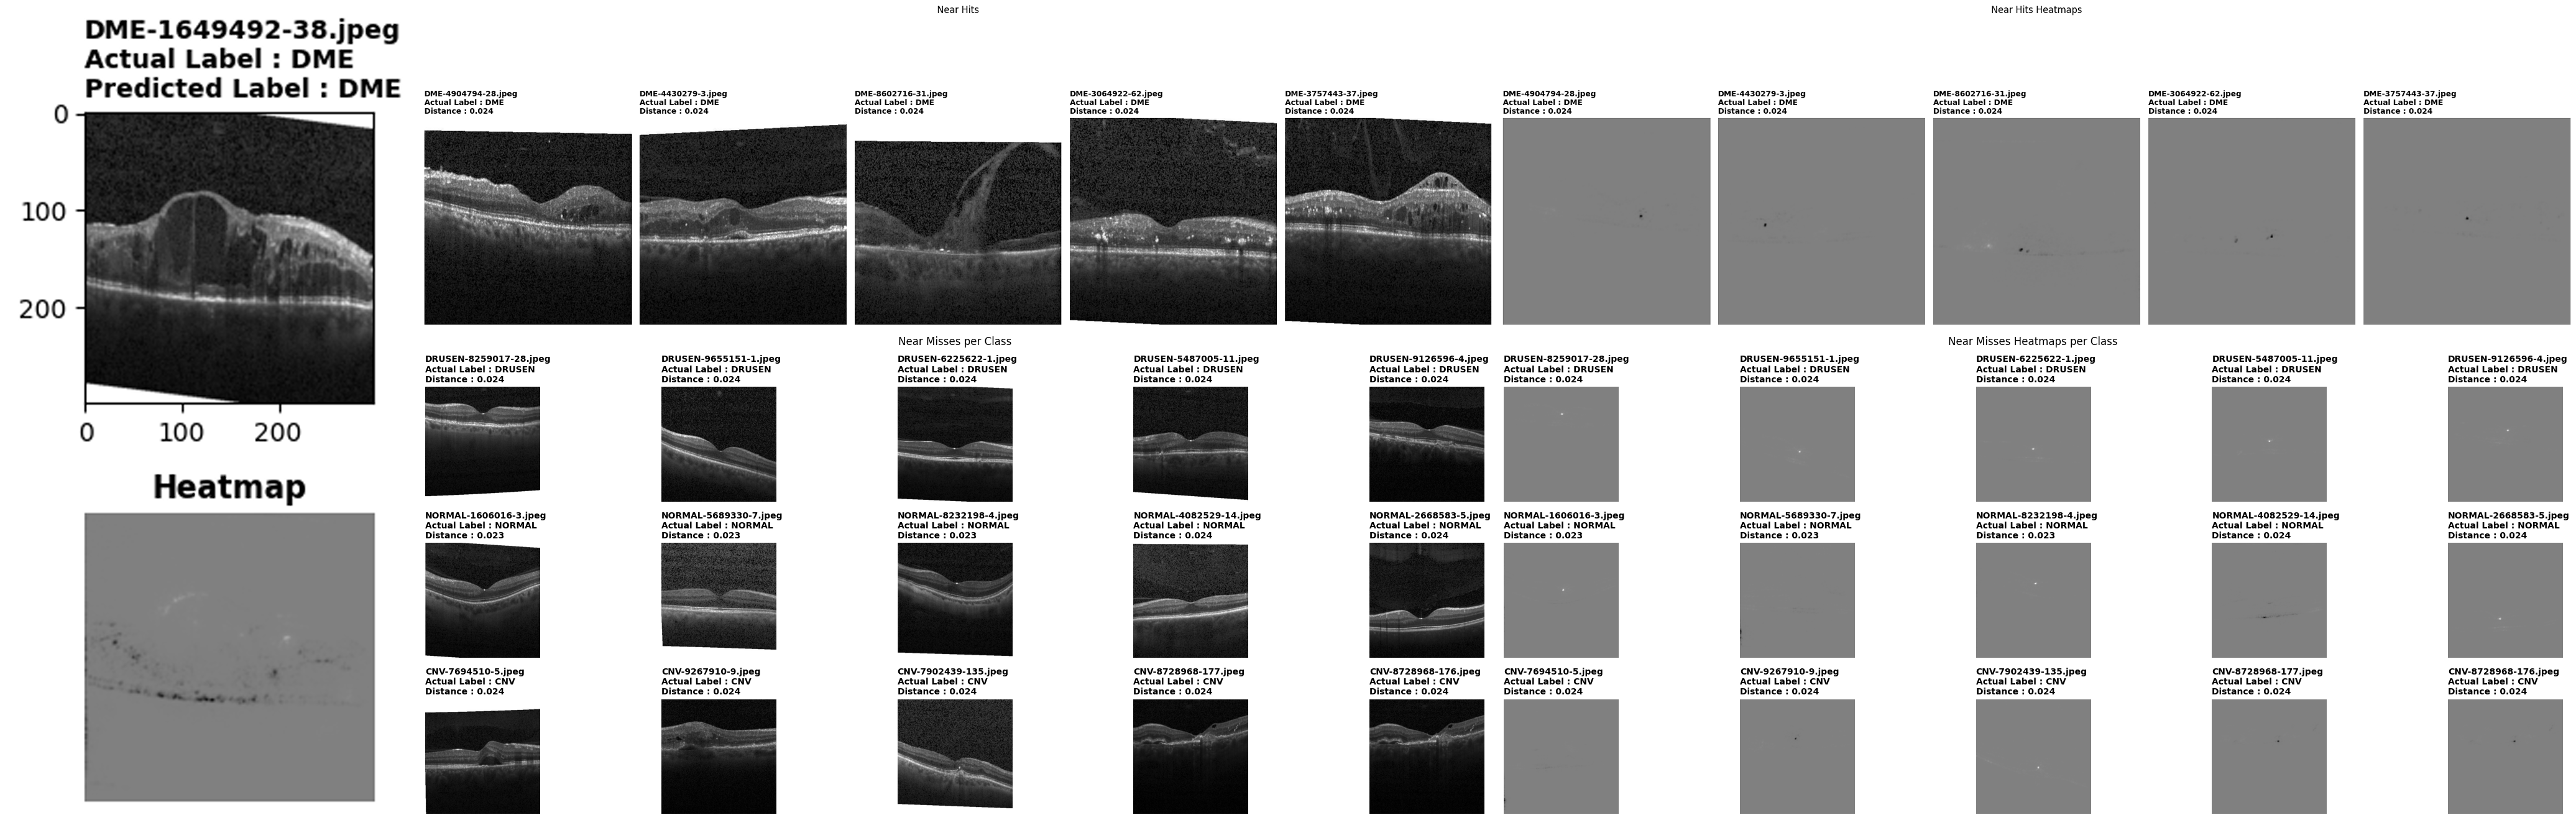 DME-1649492-38.jpeg
Actual Label : DME
Predicted Label : DME
0
100
200
0
100
200
Heatmap
Near Hits
DME-4904794-28.jpeg
Actual Label : DME
Distance : 0.024
DME-4430279-3.jpeg
Actual Label : DME
Distance : 0.024
DME-8602716-31.jpeg
Actual Label : DME
Distance : 0.024
DME-3064922-62.jpeg
Actual Label : DME
Distance : 0.024
DME-3757443-37.jpeg
Actual Label : DME
Distance : 0.024
Near Hits Heatmaps
DME-4904794-28.jpeg
Actual Label : DME
Distance : 0.024
DME-4430279-3.jpeg
Actual Label : DME
Distance : 0.024
DME-8602716-31.jpeg
Actual Label : DME
Distance : 0.024
DME-3064922-62.jpeg
Actual Label : DME
Distance : 0.024
DME-3757443-37.jpeg
Actual Label : DME
Distance : 0.024
Near Misses per Class
DRUSEN-8259017-28.jpeg
Actual Label : DRUSEN
Distance : 0.024
DRUSEN-9655151-1.jpeg
Actual Label : DRUSEN
Distance : 0.024
DRUSEN-6225622-1.jpeg
Actual Label : DRUSEN
Distance : 0.024
DRUSEN-5487005-11.jpeg
Actual Label : DRUSEN
Distance : 0.024
DRUSEN-9126596-4.jpeg
Actual Label : DRUSEN
Distance : 0.024
NORMAL-1606016-3.jpeg
Actual Label : NORMAL
Distance : 0.023
NORMAL-5689330-7.jpeg
Actual Label : NORMAL
Distance : 0.023
NORMAL-8232198-4.jpeg
Actual Label : NORMAL
Distance : 0.023
NORMAL-4082529-14.jpeg
Actual Label : NORMAL
Distance : 0.024
NORMAL-2668583-5.jpeg
Actual Label : NORMAL
Distance : 0.024
CNV-7694510-5.jpeg
Actual Label : CNV
Distance : 0.024
CNV-9267910-9.jpeg
Actual Label : CNV
Distance : 0.024
CNV-7902439-135.jpeg
Actual Label : CNV
Distance : 0.024
CNV-8728968-177.jpeg
Actual Label : CNV
Distance : 0.024
CNV-8728968-176.jpeg
Actual Label : CNV
Distance : 0.024
Near Misses Heatmaps per Class
DRUSEN-8259017-28.jpeg
Actual Label : DRUSEN
Distance : 0.024
DRUSEN-9655151-1.jpeg
Actual Label : DRUSEN
Distance : 0.024
DRUSEN-6225622-1.jpeg
Actual Label : DRUSEN
Distance : 0.024
DRUSEN-5487005-11.jpeg
Actual Label : DRUSEN
Distance : 0.024
DRUSEN-9126596-4.jpeg
Actual Label : DRUSEN
Distance : 0.024
NORMAL-1606016-3.jpeg
Actual Label : NORMAL
Distance : 0.023
NORMAL-5689330-7.jpeg
Actual Label : NORMAL
Distance : 0.023
NORMAL-8232198-4.jpeg
Actual Label : NORMAL
Distance : 0.023
NORMAL-4082529-14.jpeg
Actual Label : NORMAL
Distance : 0.024
NORMAL-2668583-5.jpeg
Actual Label : NORMAL
Distance : 0.024
CNV-7694510-5.jpeg
Actual Label : CNV
Distance : 0.024
CNV-9267910-9.jpeg
Actual Label : CNV
Distance : 0.024
CNV-7902439-135.jpeg
Actual Label : CNV
Distance : 0.024
CNV-8728968-177.jpeg
Actual Label : CNV
Distance : 0.024
CNV-8728968-176.jpeg
Actual Label : CNV
Distance : 0.024